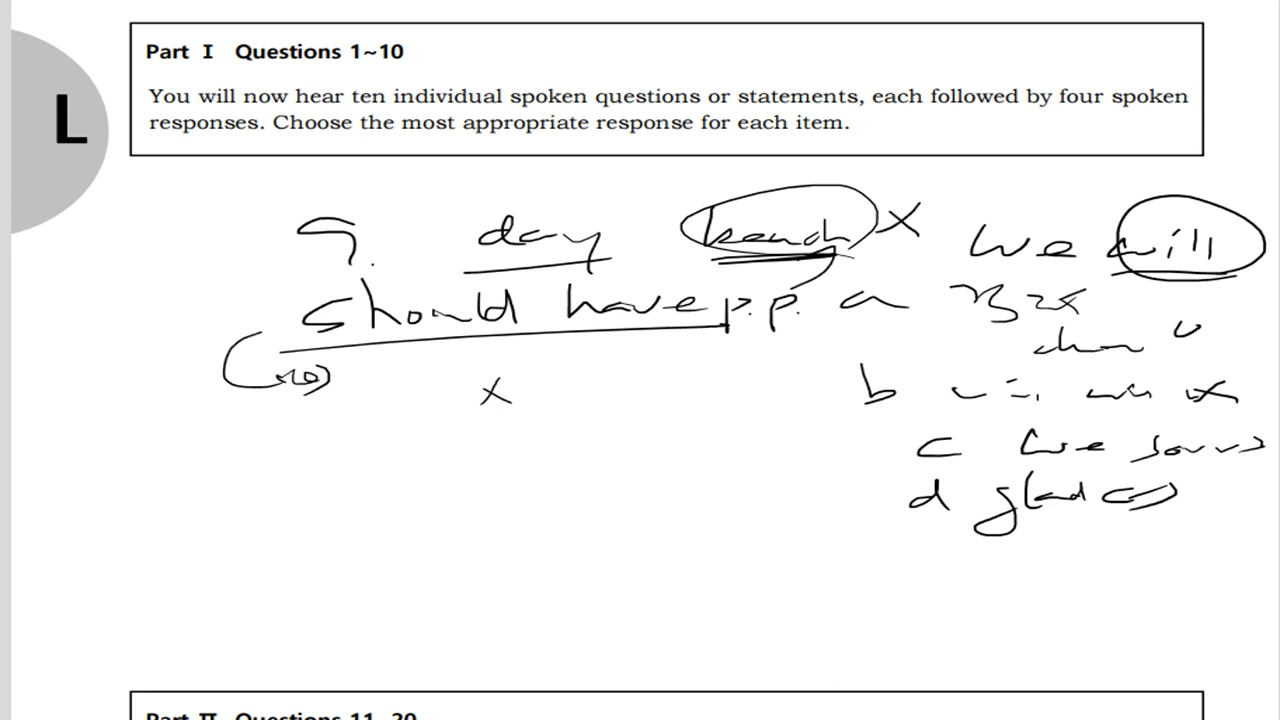 Part I Questions 1~10
You will now hear ten individual spoken questions or statements, each followed by four spoken
responses. Choose the most appropriate response for each item.
L
9. day beach X we will
should have p.p. a
X
b
c we
d glad
Part II Questions 11~20